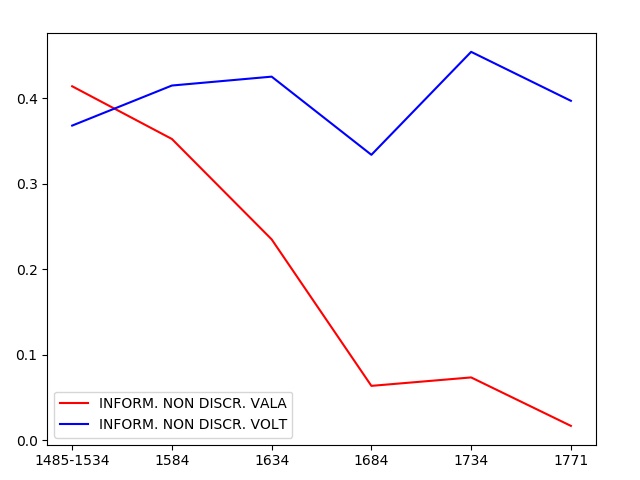 0.4
0.3
0.2
0.1
0.0
INFORM. NON DISCR. VALA
INFORM. NON DISCR. VOLT
1485-1534 1584 1634 1684 1734 1771